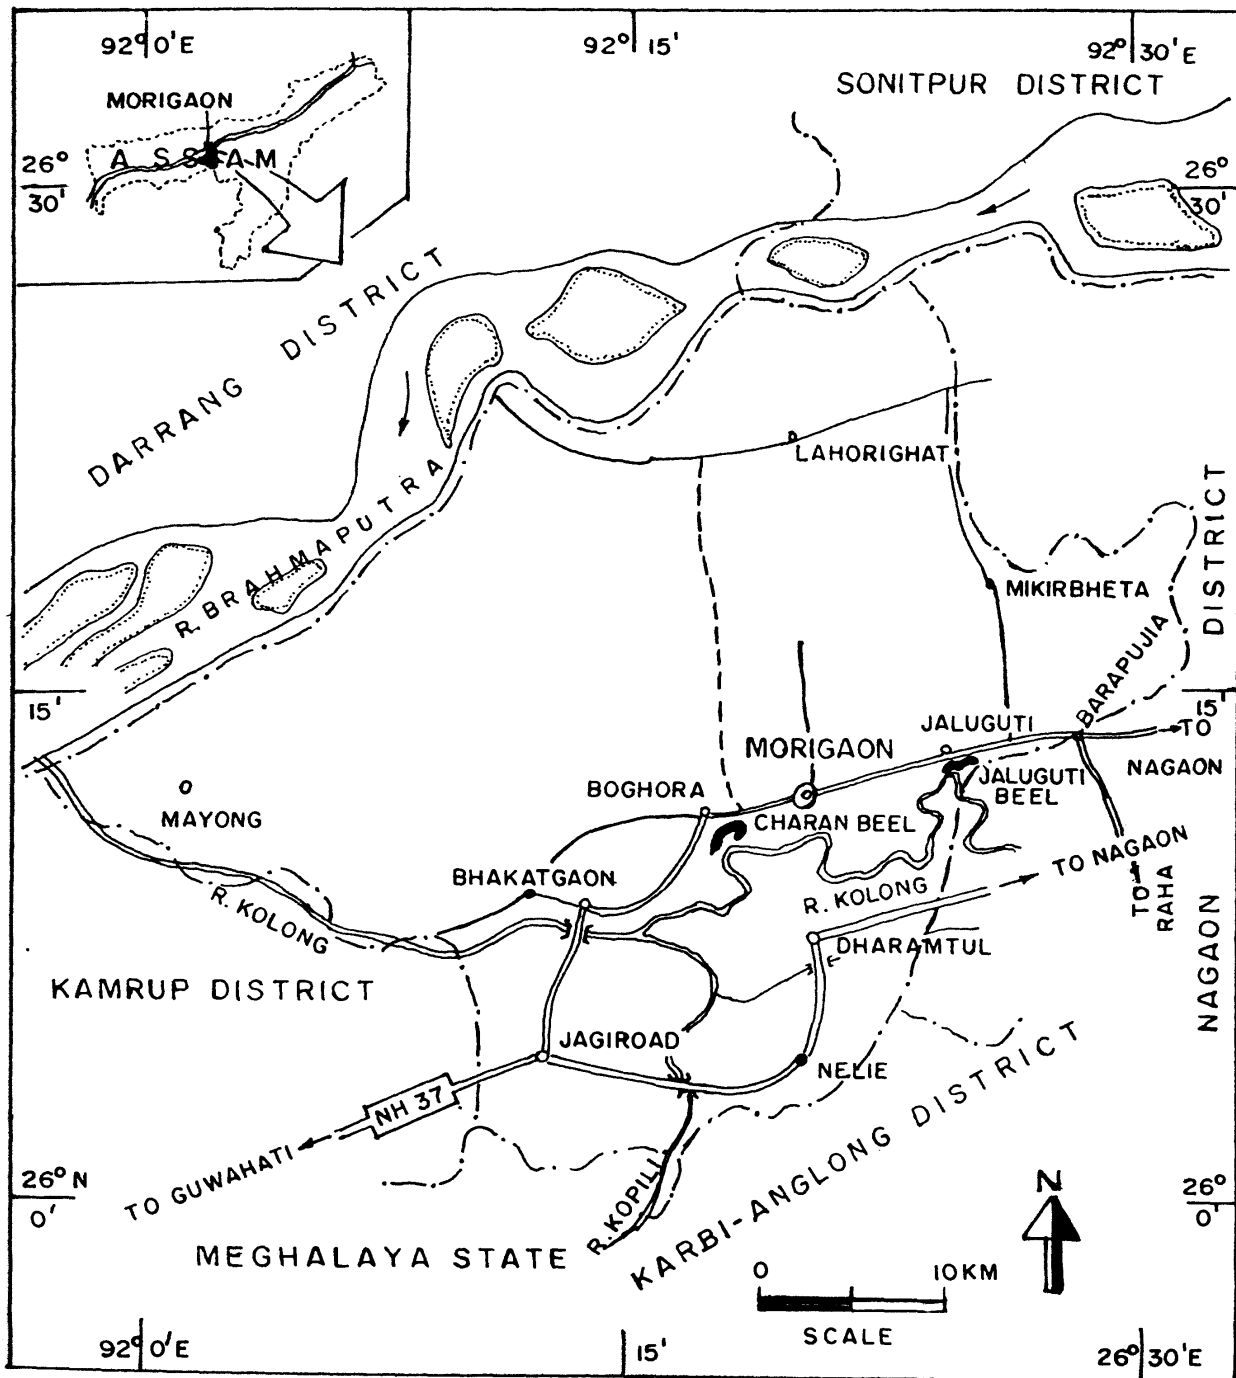 92° 0' E
92° 15'
92° 30' E
SONITPUR DISTRICT
MORIGAON
ASSAM
26°
30'
26°
30'
DARRANG DISTRICT
R. BRAHMAPUTRA
LAHORIGHAT
MIKIRBHETA
BARAPUJIA
NAGAON DISTRICT
15'
15'
JALUGUTI
TO
NAGAON
MORIGAON
JALUGUTI
BEEL
BOGHORA
MAYONG
CHARAN BEEL
BHAKATGAON
TO NAGAON
R. KOLONG
R. KOLONG
TO
RAHA
DHARAMTUL
KAMRUP DISTRICT
JAGIROAD
NELIE
NH 37
TO GUWAHATI
KARBI-ANGLONG DISTRICT
R. KOPILI
26° N
0'
26°
0'
N
MEGHALAYA STATE
0 10 KM
SCALE
92° 0' E
15'
26° 30' E